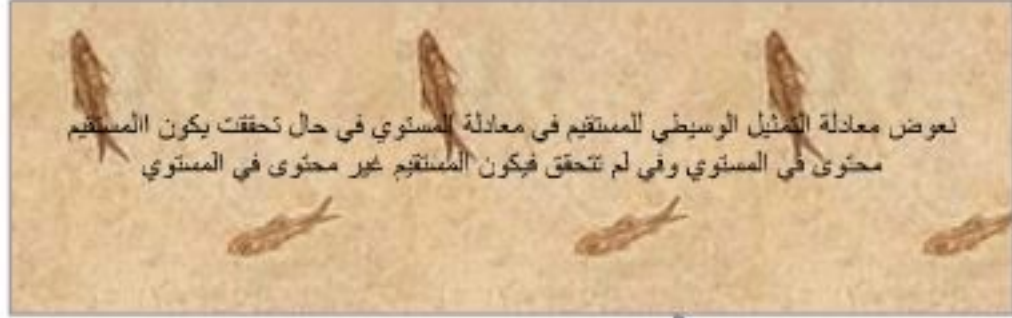 نعوض معادلة التمثيل الوسيطي للمستقيم في معادلة المستوي في حال تحققت يكون االمستقيم
محتوى في المستوي وفي لم تتحقق فيكون المستقيم غير محتوى في المستوي